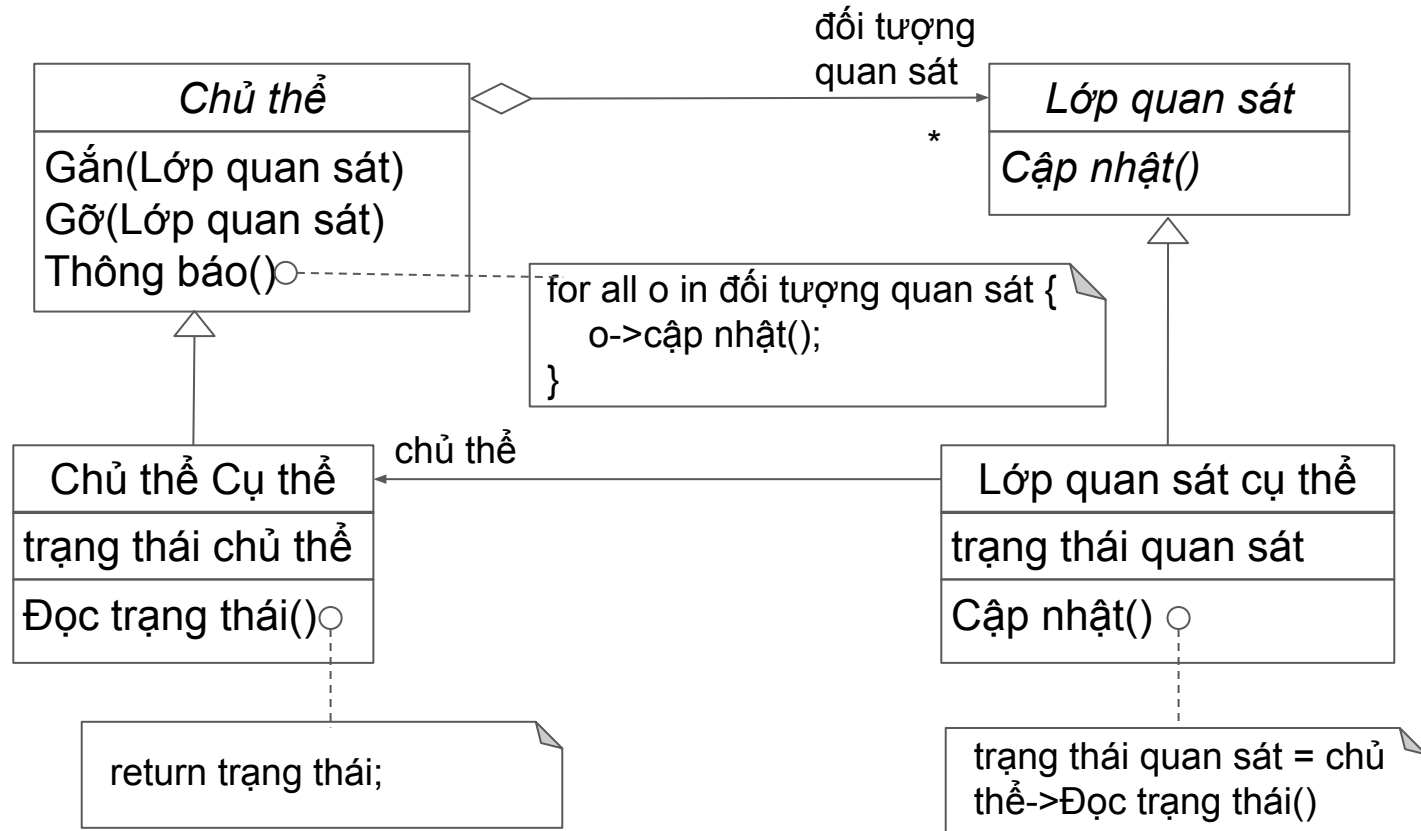 đối tượng
quan sát
Chủ thể
Lớp quan sát
*
Gắn(Lớp quan sát)
Gỡ(Lớp quan sát)
Thông báo()
Cập nhật()
for all o in đối tượng quan sát {
o->cập nhật();
}
chủ thể
Chủ thể Cụ thể
trạng thái chủ thể
Đọc trạng thái()
Lớp quan sát cụ thể
trạng thái quan sát
Cập nhật()
return trạng thái;
trạng thái quan sát = chủ
thể->Đọc trạng thái()